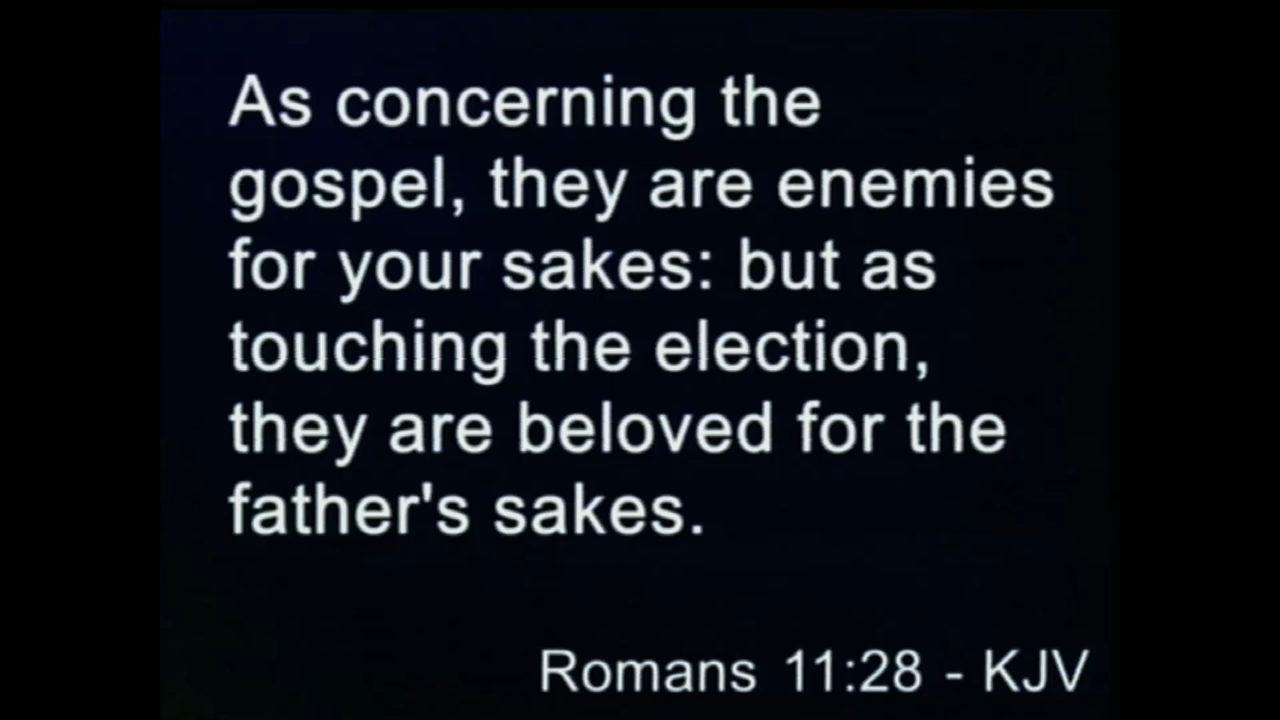 As concerning the
gospel, they are enemies
for your sakes: but as
touching the election,
they are beloved for the
father's sakes.
Romans 11:28 - KJV